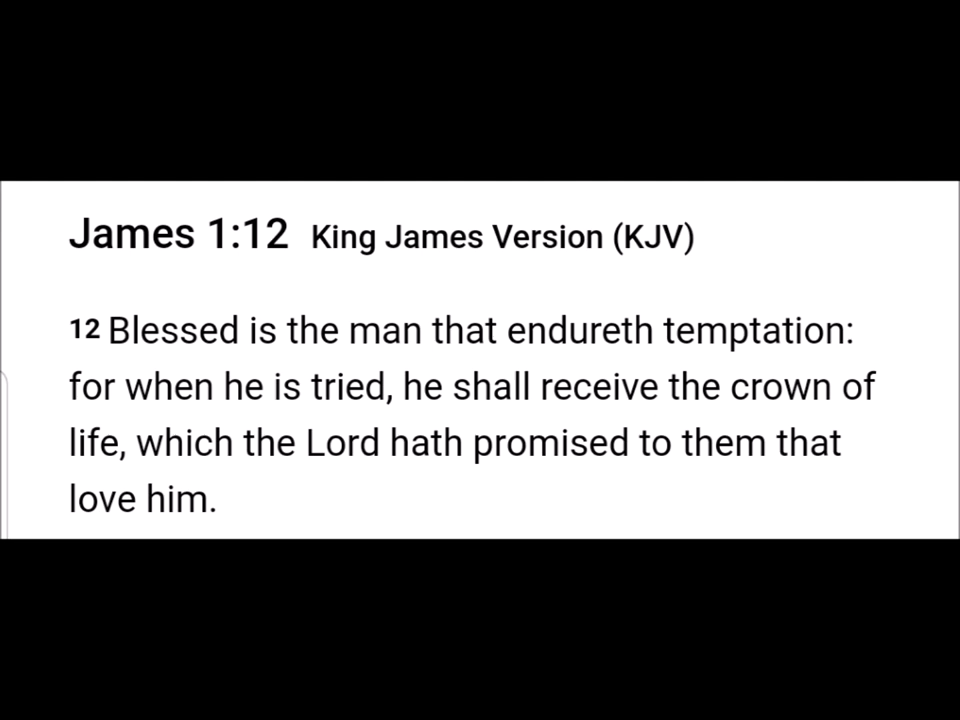 James 1:12 King James Version (KJV)
12 Blessed is the man that endureth temptation:
for when he is tried, he shall receive the crown of
life, which the Lord hath promised to them that
love him.